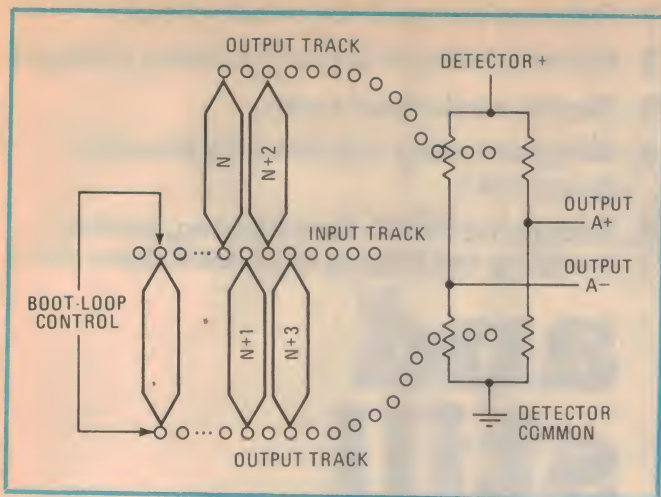 OUTPUT TRACK
DETECTOR +
N
N+2
OUTPUT
A+
INPUT TRACK
OUTPUT
A−
BOOT-LOOP
CONTROL
N+1
N+3
DETECTOR
COMMON
OUTPUT TRACK